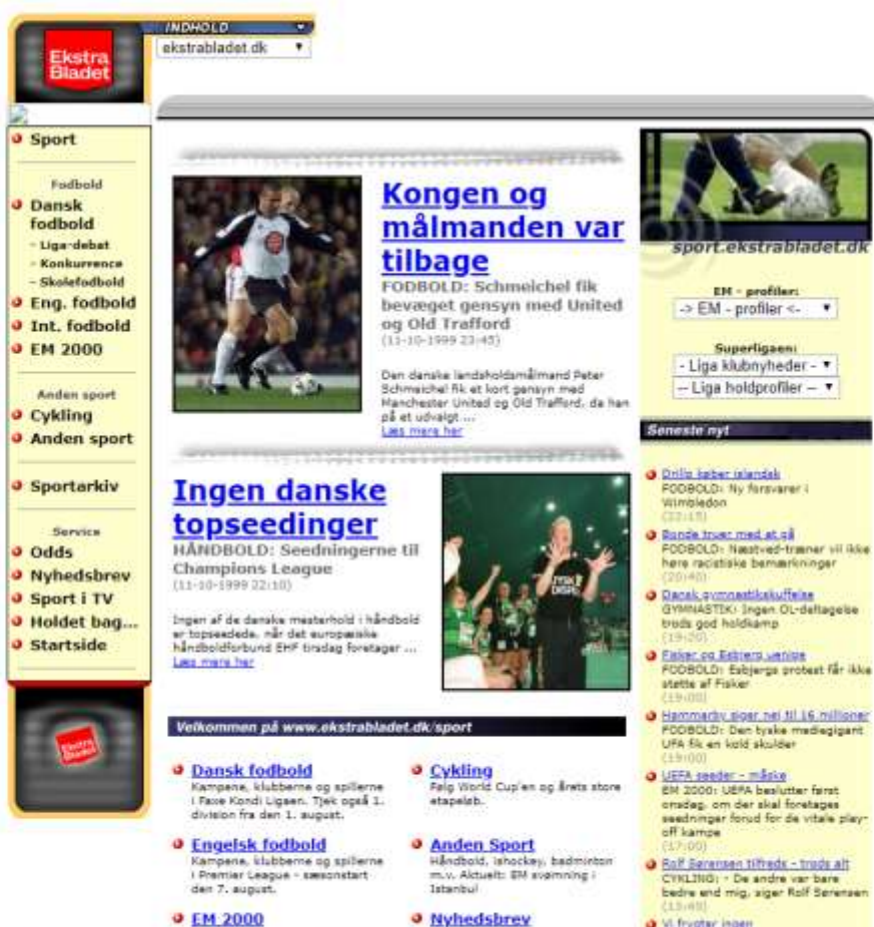 INDHOLD
ekstrabladet.dk
Ekstra
Bladet
Sport
Fodbold
Dansk
fodbold
- Liga-debat
- Konkurrence
- Skolefodbold
Eng. fodbold
Int. fodbold
EM 2000
Anden sport
Cykling
Anden sport
Sportarkiv
Service
Odds
Nyhedsbrev
Sport i TV
Holdet bag...
Startside
Ekstra
Bladet
Kongen og
målmanden var
tilbage
FODBOLD: Schmeichel fik
bevæget gensyn med United
og Old Trafford
(11-10-1999 23:45)
Den danske landsholdsmålmand Peter
Schmeichel fik et kort gensyn med
Manchester United og Old Trafford, da han
på et udvalgt ...
Læs mere her
Ingen danske
topseedinger
HÅNDBOLD: Seedningerne til
Champions League
(11-10-1999 22:10)
Ingen af de danske mesterhold i håndbold
er topseedede, når det europæiske
håndboldforbund EHF tirsdag foretager ...
Læs mere her
Velkommen på www.ekstrabladet.dk/sport
Dansk fodbold
Kampene, klubberne og spillerne
i Faxe Kondi Ligaen. Tjek også 1.
division fra den 1. august.
Engelsk fodbold
Kampene, klubberne og spillerne
i Premier League - sæsonstart
den 7. august.
EM 2000
Cykling
Følg World Cup'en og årets store
etapeløb.
Anden Sport
Håndbold, ishockey, badminton
m.v. Aktuelt: EM svømning i
Istanbul
Nyhedsbrev
sport.ekstrabladet.dk
EM - profiler:
-> EM - profiler <-
Superligaen:
- Liga klubnyheder -
-- Liga holdprofiler --
Seneste nyt
Drillo køber islandsk
FODBOLD: Ny forsvarer i
Wimbledon
(22:15)
Bonde truer med at gå
FODBOLD: Næstved-træner vil ikke
høre racistiske bemærkninger
(20:40)
Dansk gymnastikskuffelse
GYMNASTIK: Ingen OL-deltagelse
trods god holdkamp
(19:20)
Fisker og Esbjerg uenige
FODBOLD: Esbjergs protest får ikke
støtte af Fisker
(19:00)
Hammarby siger nej til 16 millioner
FODBOLD: Den tyske mediegigant
UFA fik en kold skulder
(19:00)
UEFA seeder - måske
EM 2000: UEFA beslutter først
onsdag, om der skal foretages
seedninger forud for de vitale play-
off kampe
(17:00)
Rolf Sørensen tilfreds - trods alt
CYKLING: - De andre var bare
bedre end mig, siger Rolf Sørensen
Vi frygter ingen